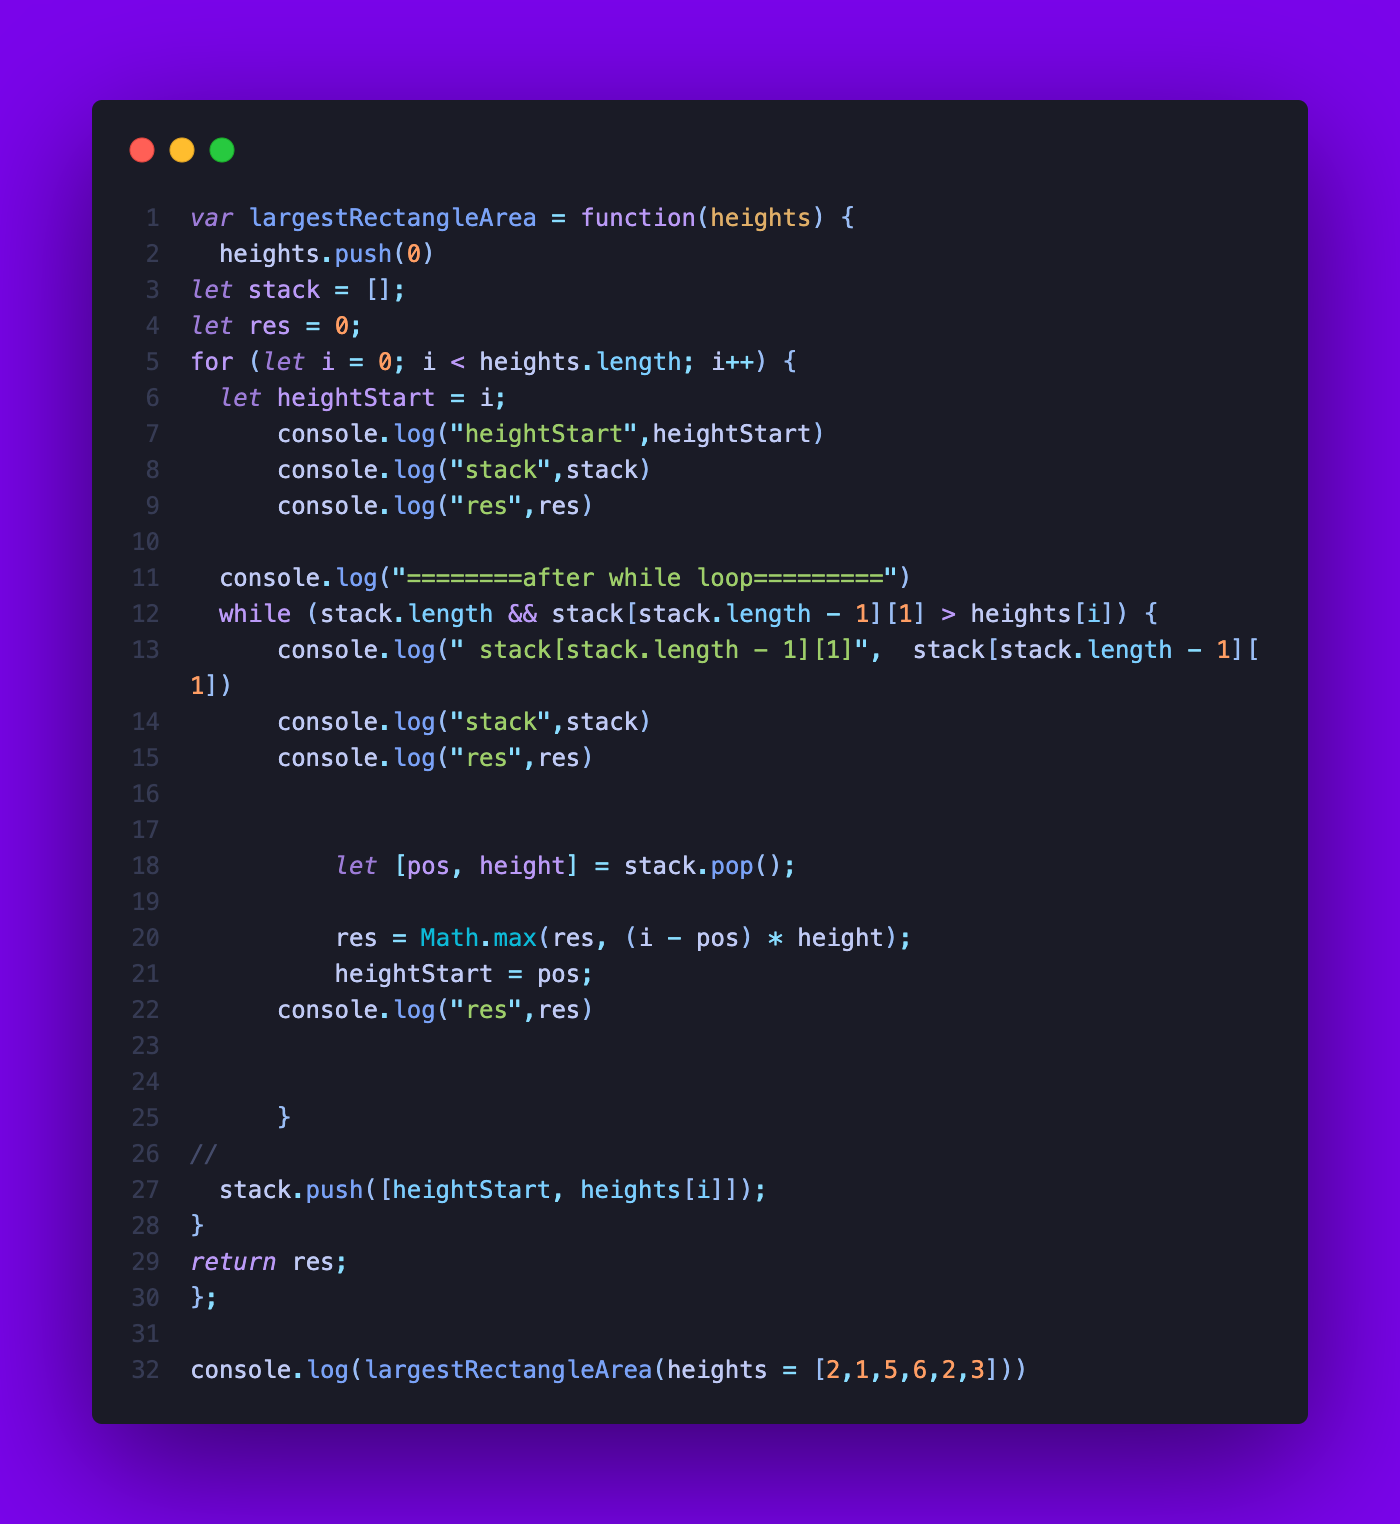 1 var largestRectangleArea = function(heights) {
2   heights.push(0)
3 let stack = [];
4 let res = 0;
5 for (let i = 0; i < heights.length; i++) {
6   let heightStart = i;
7       console.log("heightStart",heightStart)
8       console.log("stack",stack)
9       console.log("res",res)
10
11   console.log("========after while loop=========")
12   while (stack.length && stack[stack.length - 1][1] > heights[i]) {
13       console.log(" stack[stack.length - 1][1]",  stack[stack.length - 1][
1])
14       console.log("stack",stack)
15       console.log("res",res)
16
17
18           let [pos, height] = stack.pop();
19
20           res = Math.max(res, (i - pos) * height);
21           heightStart = pos;
22       console.log("res",res)
23
24
25       }
26 //
27   stack.push([heightStart, heights[i]]);
28 }
29 return res;
30 };
31
32 console.log(largestRectangleArea(heights = [2,1,5,6,2,3]))